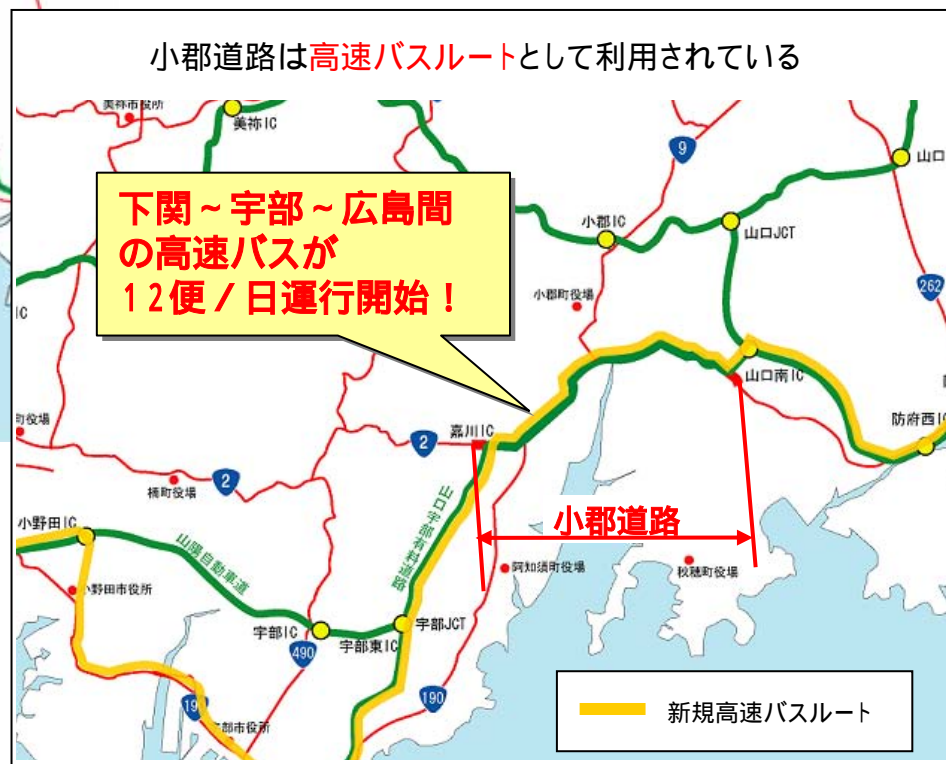 小郡道路は高速バスルートとして利用されている
美祢市役所
美祢IC
9
山口
小郡IC
山口JCT
下関~宇部~広島間
の高速バスが
12便/日運行開始!
小郡町役場
262
IC
山口南IC
防府西IC
嘉川IC
2
町役場
2
楠町役場
小野田IC
山口宇部有料道路
小郡道路
山陽自動車道
阿知須町役場
秋穂町役場
小野田市役所
宇部IC
宇部東IC
宇部JCT
490
190
19
部市役所
新規高速バスルート